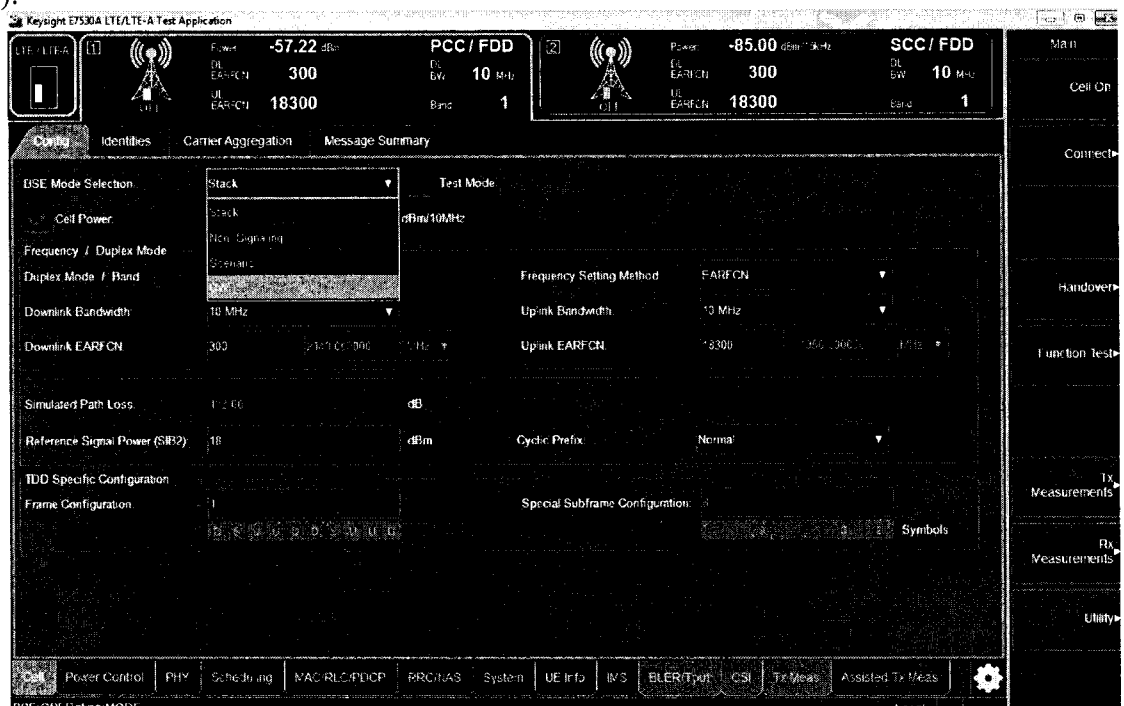 ).
Keysight E7530A LTE/LTE-A Test Application
LTE / LTE-A
1
OFF
Power -57.22 dBm
PCC / FDD
DL EARFCN 300
DL BW 10 MHz
UL EARFCN 18300
Band 1
2
OFF
Power -85.00 dBm/15kHz
SCC / FDD
DL EARFCN 300
DL BW 10 MHz
UL EARFCN 18300
Band 1
Main
Cell On
Connect
Handover
Function Test
Tx Measurements
Rx Measurements
Utility
Config Identities Carrier Aggregation Message Summary
BSE Mode Selection: Stack Test Mode
Stack
Non Signaling
Scenario
Cell Power: dBm/10MHz
Frequency / Duplex Mode
Duplex Mode / Band
Frequency Setting Method EARFCN
Downlink Bandwidth: 10 MHz
Uplink Bandwidth: 10 MHz
Downlink EARFCN: 300 MHz
Uplink EARFCN: 18300 MHz
Simulated Path Loss: dB
Reference Signal Power (SIB2): 18 dBm
Cyclic Prefix: Normal
TDD Specific Configuration
Frame Configuration: 1
Special Subframe Configuration:
Symbols
Cell Power Control PHY Scheduling MAC/RLC/PDCP RRC/NAS System UE Info IMS BLER/Tput CSI Tx Meas Assisted Tx Meas